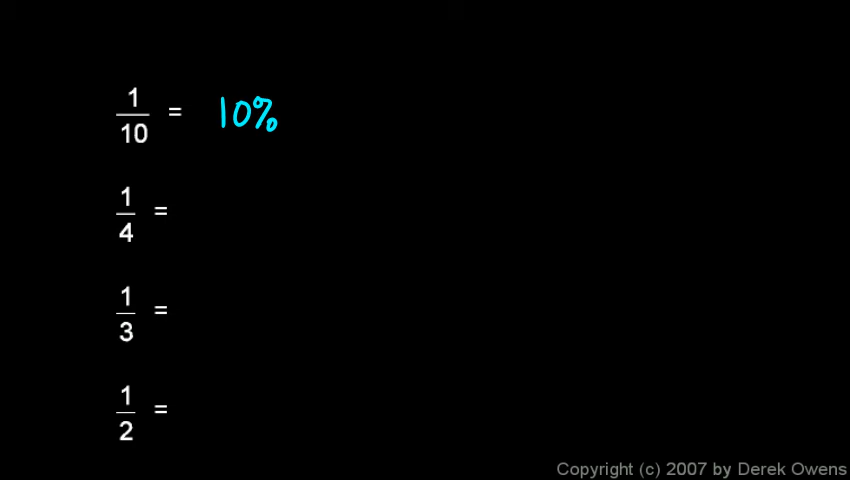 1/10 = 10%
1/4 =
1/3 =
1/2 =
Copyright (c) 2007 by Derek Owens